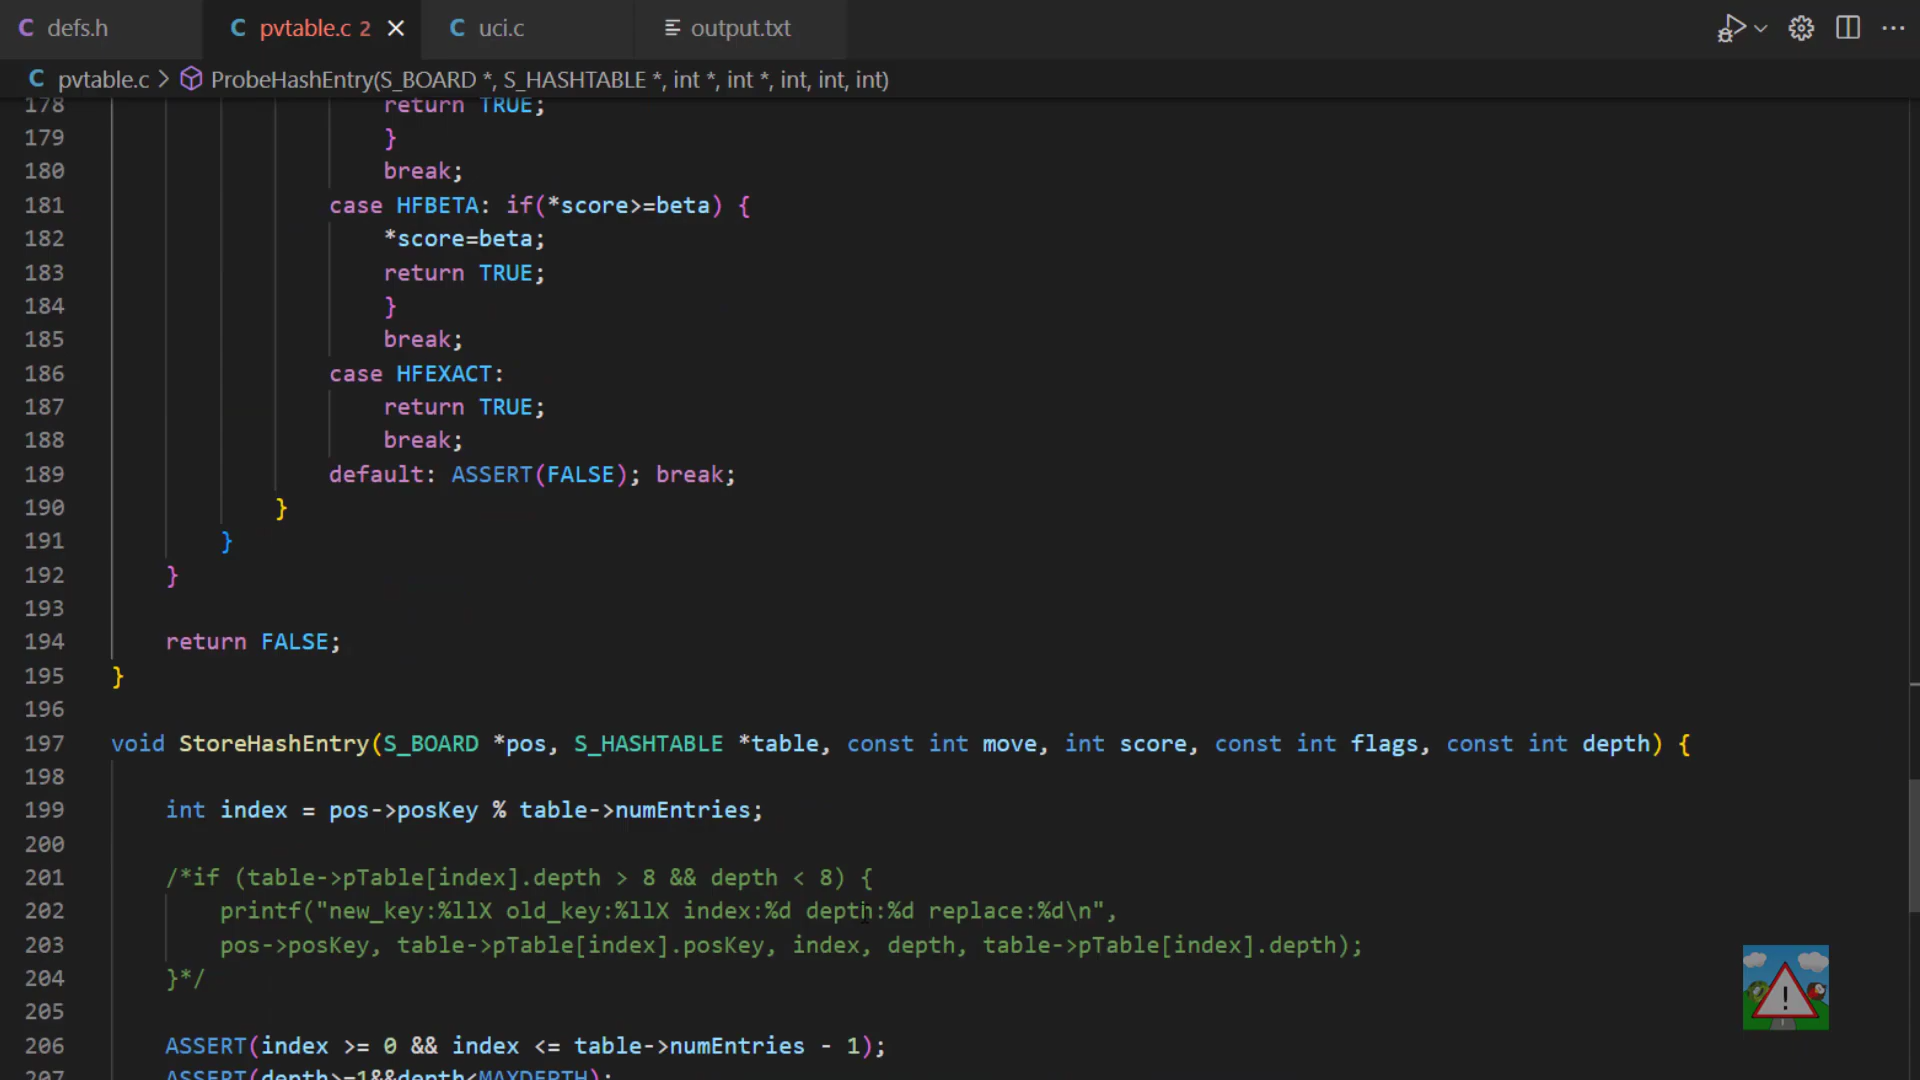 C defs.h C pvtable.c 2 × C uci.c output.txt
C pvtable.c > ProbeHashEntry(S_BOARD *, S_HASHTABLE *, int *, int *, int, int, int)
178 return TRUE;
179 }
180 break;
181 case HFBETA: if(*score>=beta) {
182 *score=beta;
183 return TRUE;
184 }
185 break;
186 case HFEXACT:
187 return TRUE;
188 break;
189 default: ASSERT(FALSE); break;
190 }
191 }
192 }
193
194 return FALSE;
195 }
196
197 void StoreHashEntry(S_BOARD *pos, S_HASHTABLE *table, const int move, int score, const int flags, const int depth) {
198
199 int index = pos->posKey % table->numEntries;
200
201 /*if (table->pTable[index].depth > 8 && depth < 8) {
202 printf("new_key:%llX old_key:%llX index:%d depth:%d replace:%d\n",
203 pos->posKey, table->pTable[index].posKey, index, depth, table->pTable[index].depth);
204 }*/
205
206 ASSERT(index >= 0 && index <= table->numEntries - 1);
207 ASSERT(depth>=1&&depth<MAXDEPTH);